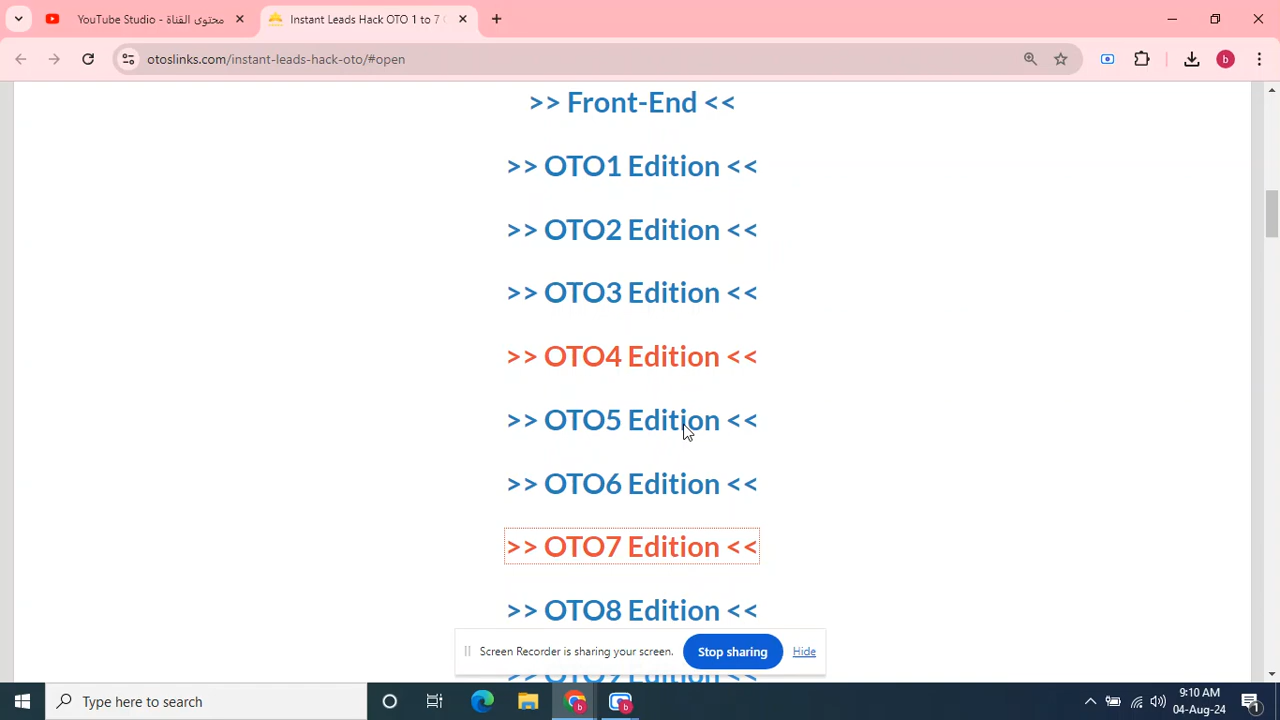 YouTube Studio - محتوى القناة
Instant Leads Hack OTO 1 to 7 O
otoslinks.com/instant-leads-hack-oto/#open
>> Front-End <<
>> OTO1 Edition <<
>> OTO2 Edition <<
>> OTO3 Edition <<
>> OTO4 Edition <<
>> OTO5 Edition <<
>> OTO6 Edition <<
>> OTO7 Edition <<
>> OTO8 Edition <<
>> OTO9 Edition <<
Screen Recorder is sharing your screen.
Stop sharing
Hide
Type here to search
9:10 AM
04-Aug-24